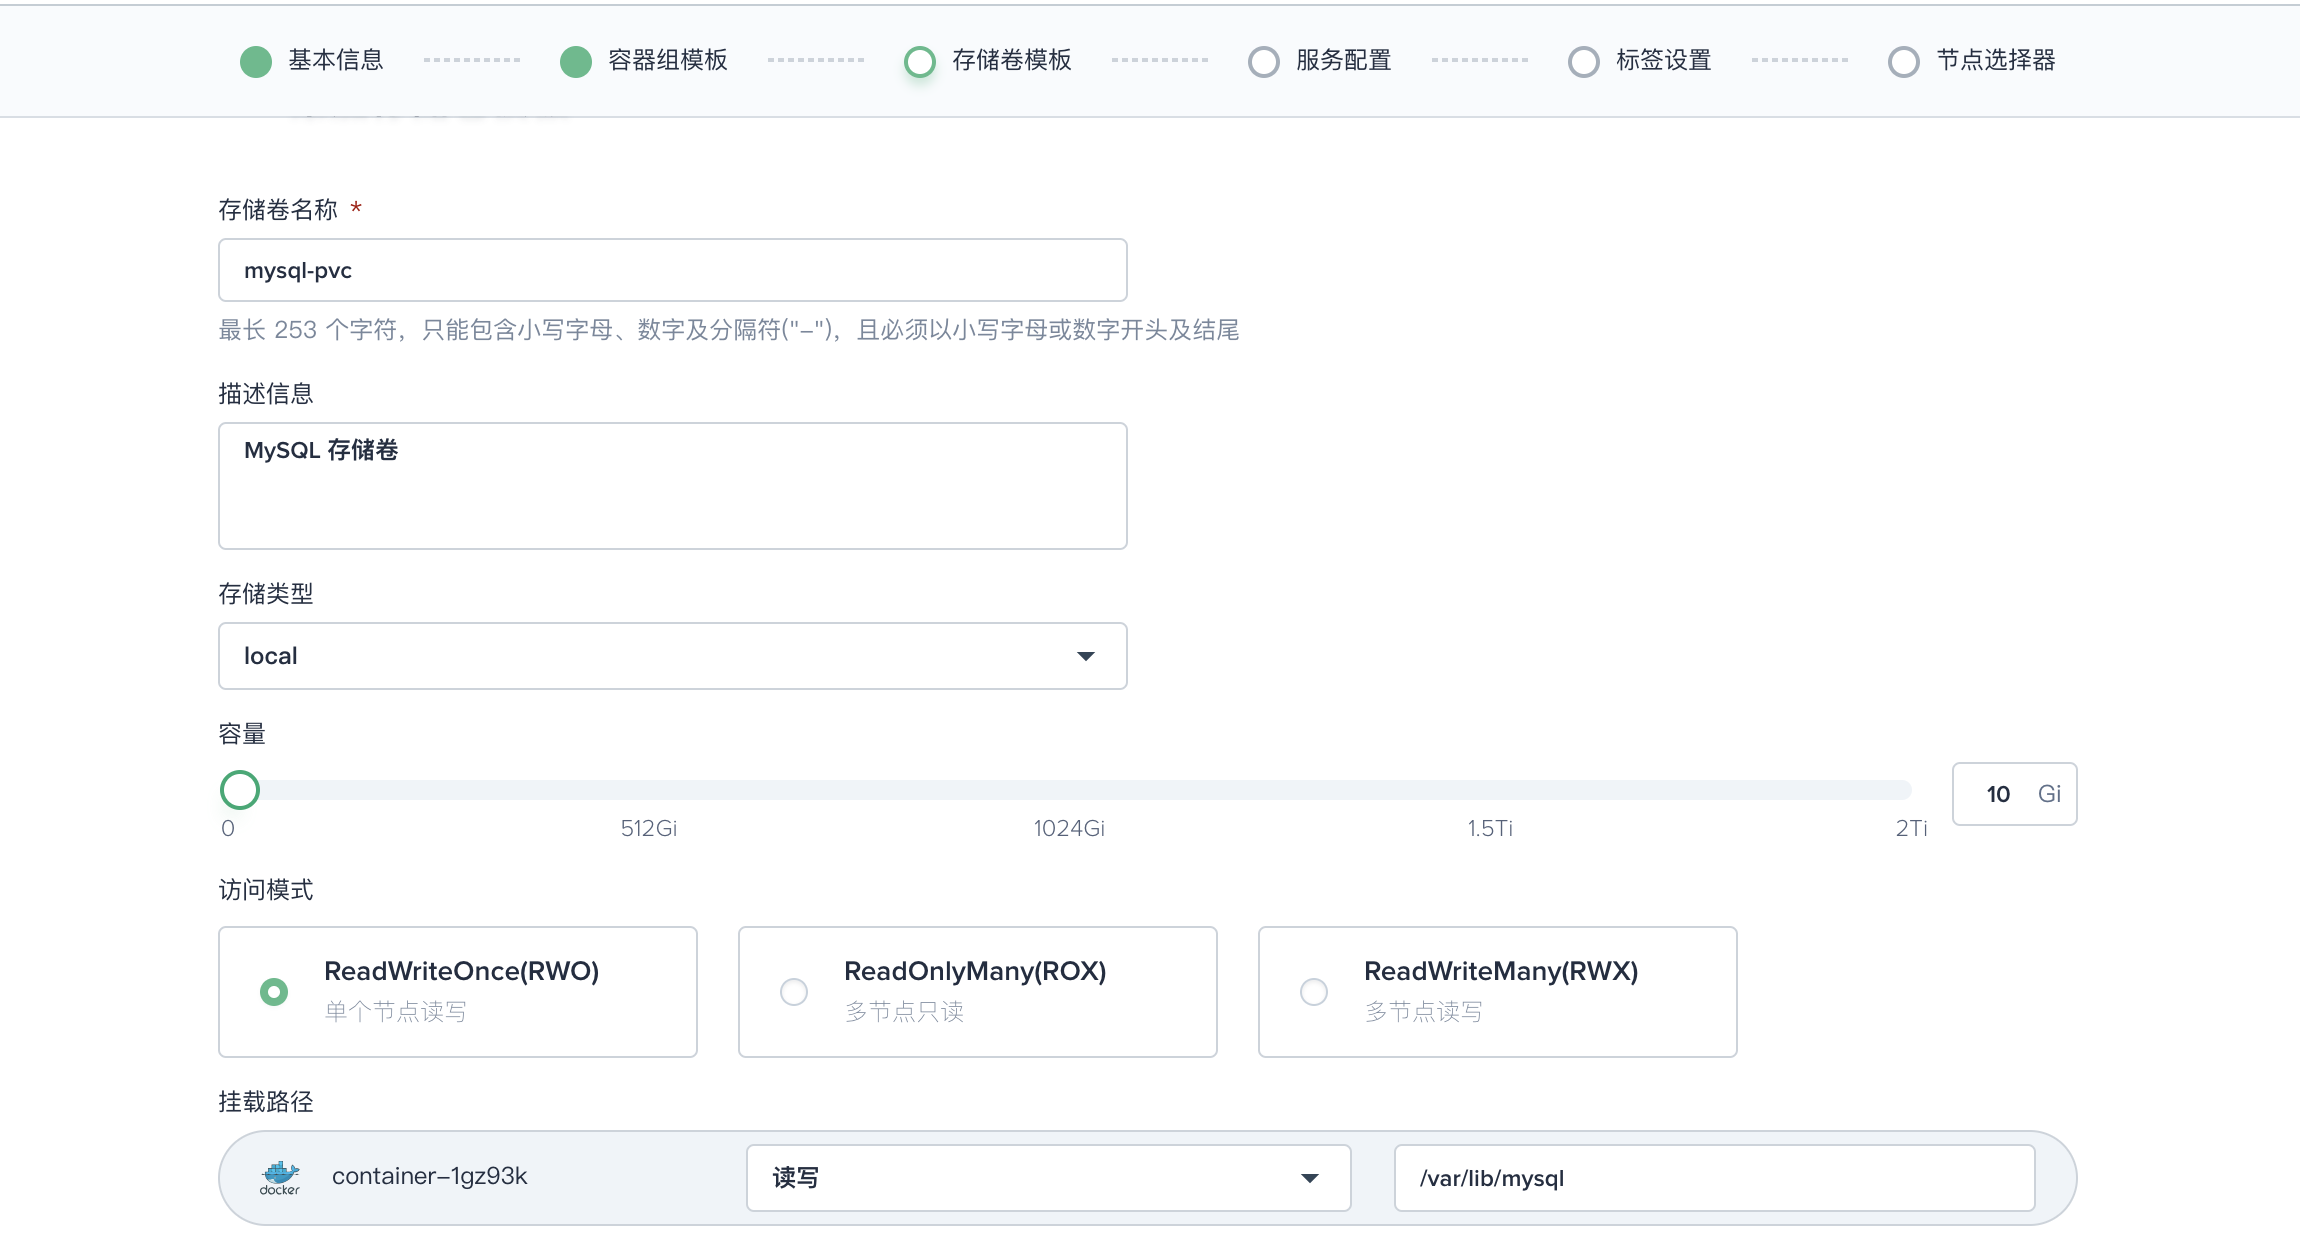 基本信息 容器组模板 存储卷模板 服务配置 标签设置 节点选择器
存储卷名称 *
mysql-pvc
最长 253 个字符，只能包含小写字母、数字及分隔符("-")，且必须以小写字母或数字开头及结尾
描述信息
MySQL 存储卷
存储类型
local
容量
10 Gi
0 512Gi 1024Gi 1.5Ti 2Ti
访问模式
ReadWriteOnce(RWO)
单个节点读写
ReadOnlyMany(ROX)
多节点只读
ReadWriteMany(RWX)
多节点读写
挂载路径
docker container-1gz93k 读写 /var/lib/mysql